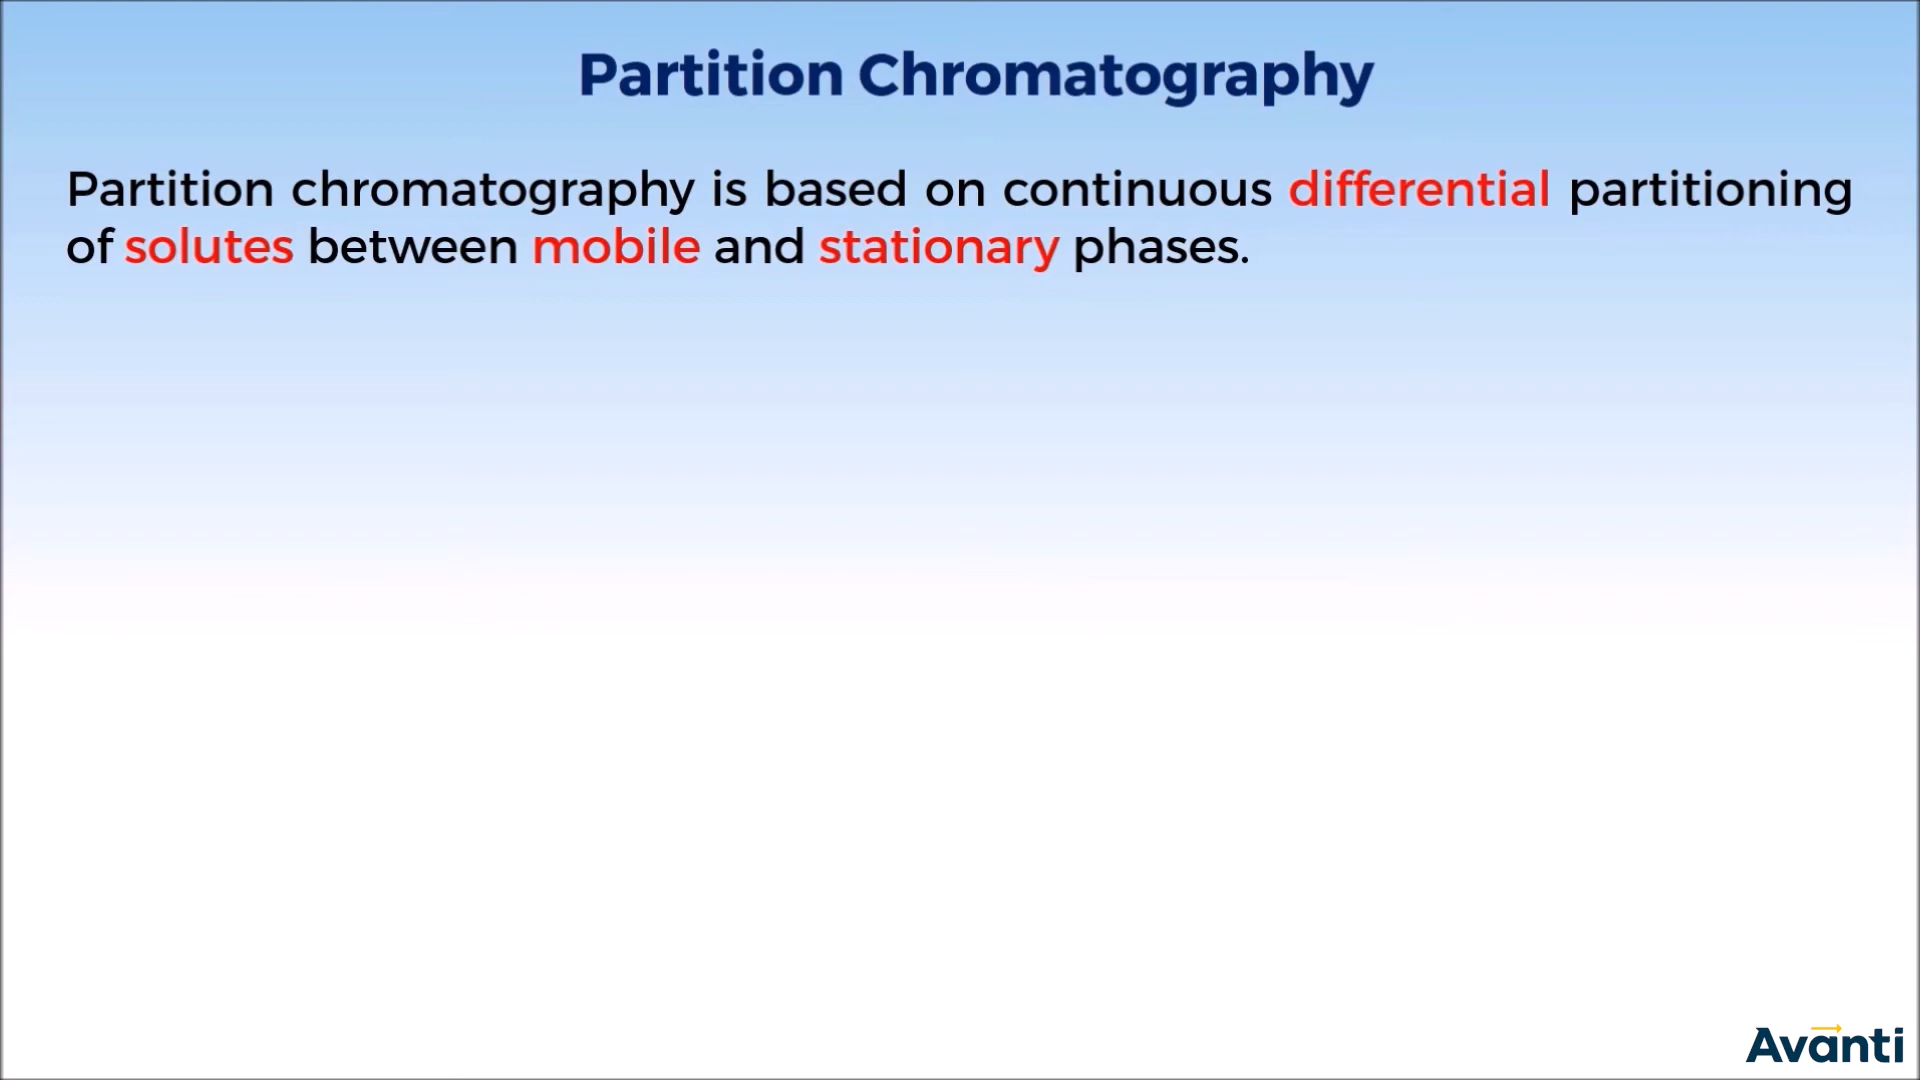 Partition Chromatography
Partition chromatography is based on continuous differential partitioning
of solutes between mobile and stationary phases.
Avanti